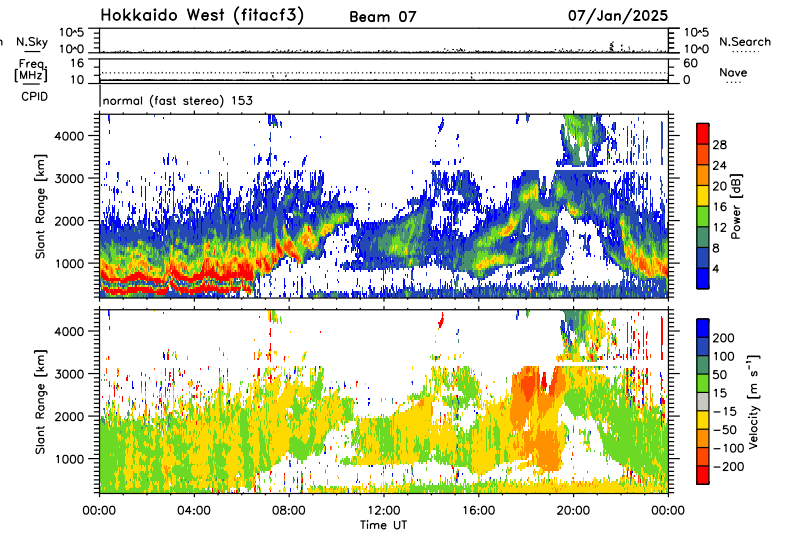 Hokkaido West (fitacf3) Beam 07 07/Jan/2025
n N.Sky 10^5 10^0 10^5 10^0 N.Search
Freq. [MHz] 16 10 60 0 Nave
CPID normal (fast stereo) 153
Slant Range [km] 4000 3000 2000 1000
Power [dB] 28 24 20 16 12 8 4
Slant Range [km] 4000 3000 2000 1000
Velocity [m s⁻¹] 200 100 50 15 −15 −50 −100 −200
00:00 04:00 08:00 12:00 16:00 20:00 00:00
Time UT